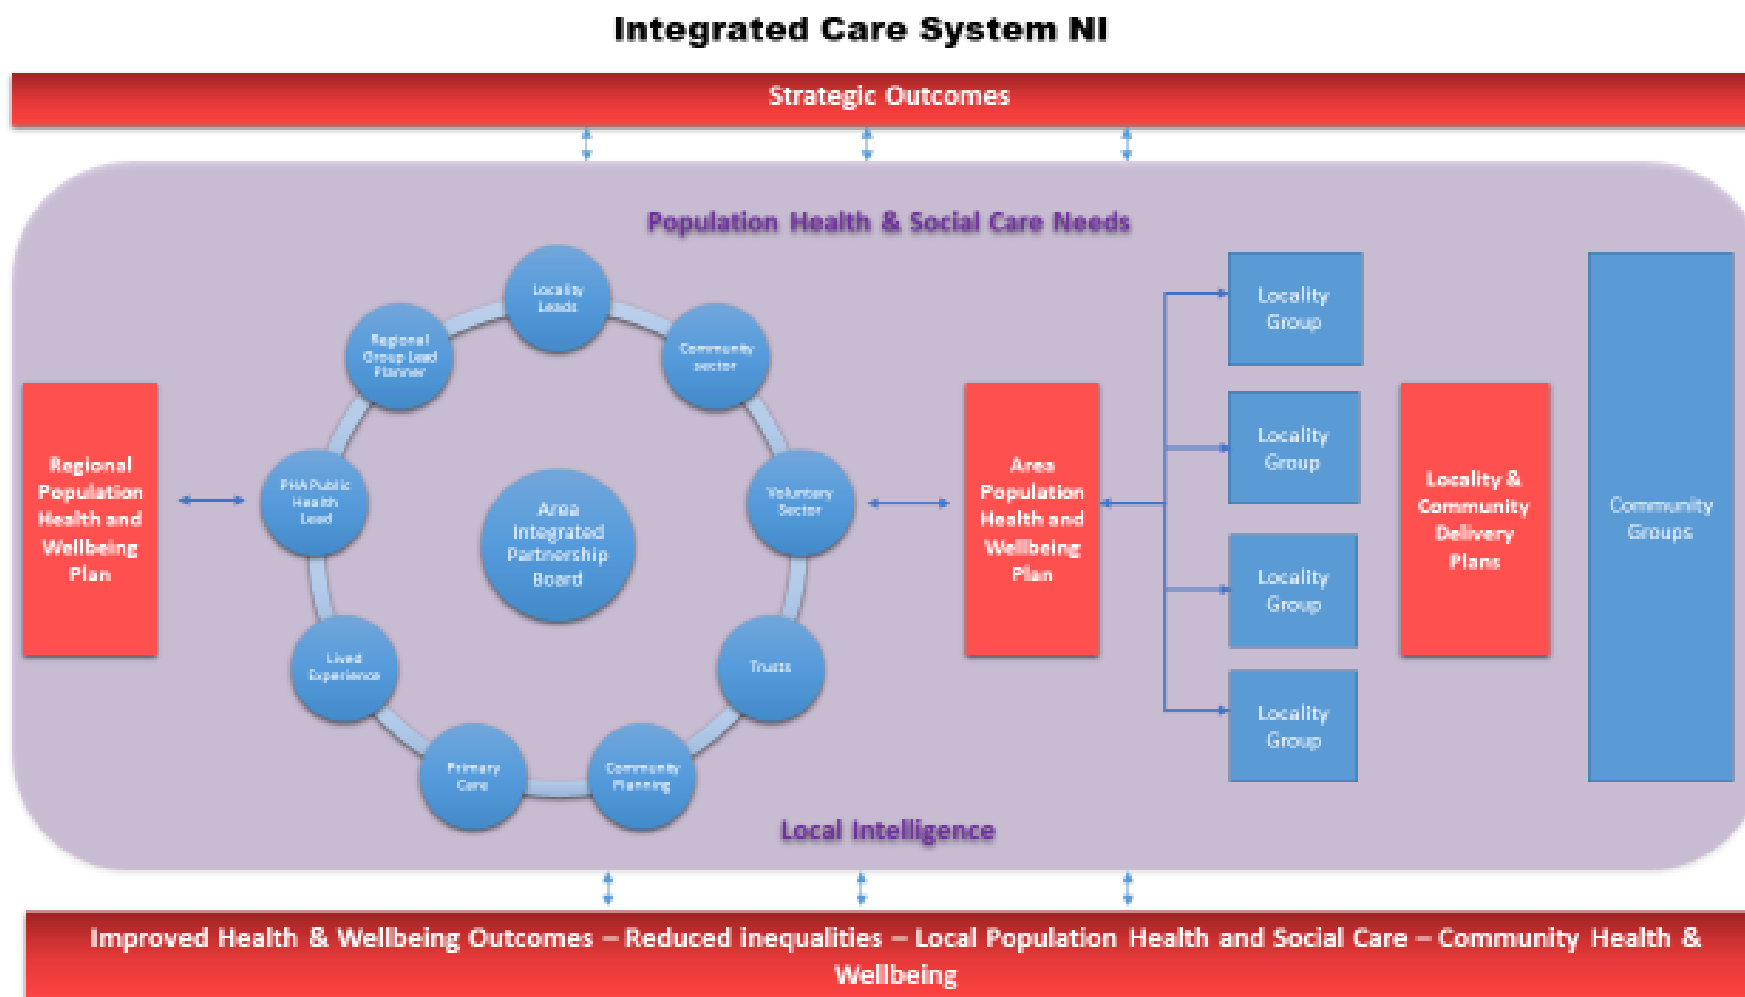 Integrated Care System NI
Strategic Outcomes
Population Health & Social Care Needs
Locality
Leads
Regional
Group Lead
Planner
Community
sector
PHA Public
Health
Lead
Voluntary
Sector
Area
Integrated
Partnership
Board
Lived
Experience
Trusts
Primary
Care
Community
Planning
Regional
Population
Health and
Wellbeing
Plan
Area
Population
Health and
Wellbeing
Plan
Locality
Group
Locality
Group
Locality
Group
Locality
Group
Locality &
Community
Delivery
Plans
Community
Groups
Local Intelligence
Improved Health & Wellbeing Outcomes – Reduced inequalities – Local Population Health and Social Care – Community Health &
Wellbeing